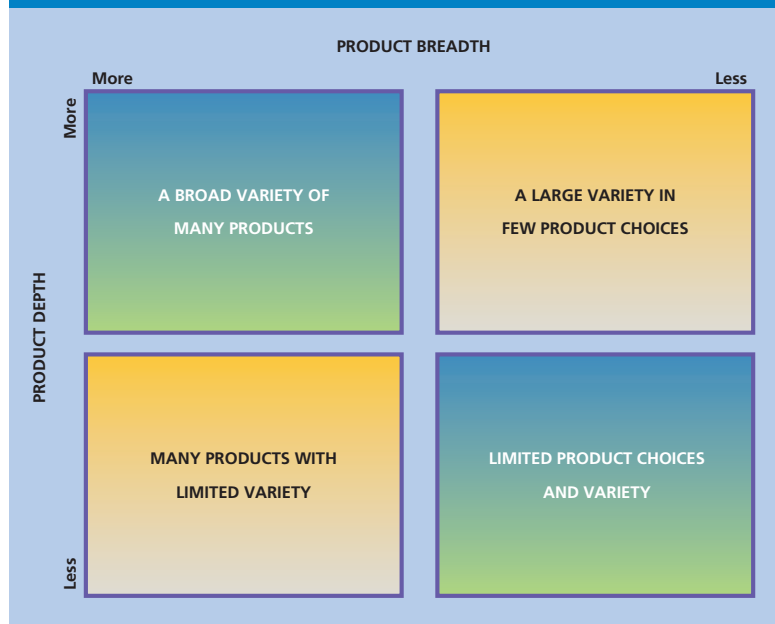 PRODUCT BREADTH
More
Less
More
A BROAD VARIETY OF
MANY PRODUCTS
A LARGE VARIETY IN
FEW PRODUCT CHOICES
PRODUCT DEPTH
MANY PRODUCTS WITH
LIMITED VARIETY
LIMITED PRODUCT CHOICES
AND VARIETY
Less